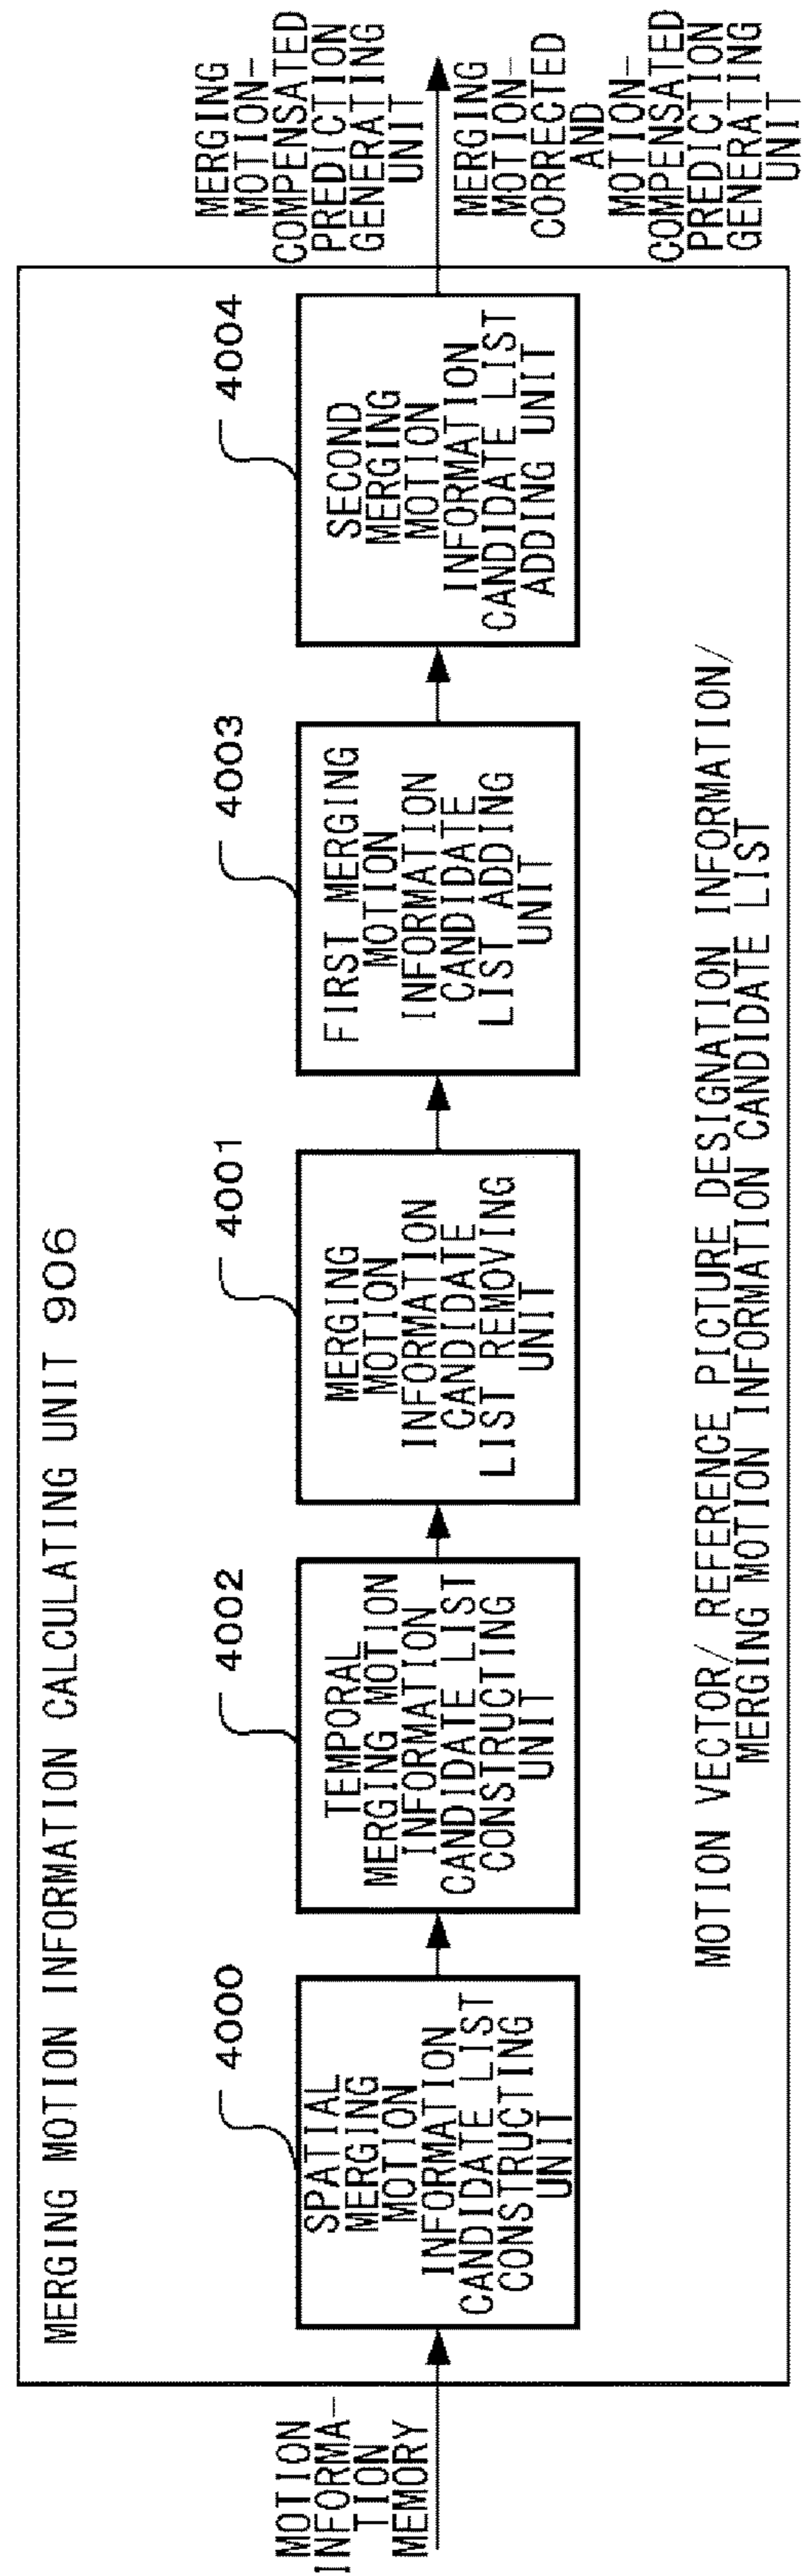 MERGING MOTION INFORMATION CALCULATING UNIT 906
MOTION
INFORMA-
TION
MEMORY
4000
SPATIAL
MERGING
MOTION
INFORMATION
CANDIDATE LIST
CONSTRUCTING
UNIT
4002
TEMPORAL
MERGING MOTION
INFORMATION
CANDIDATE LIST
CONSTRUCTING
UNIT
4001
MERGING
MOTION
INFORMATION
CANDIDATE
LIST REMOVING
UNIT
4003
FIRST MERGING
MOTION
INFORMATION
CANDIDATE
LIST ADDING
UNIT
4004
SECOND
MERGING
MOTION
INFORMATION
CANDIDATE LIST
ADDING UNIT
MERGING
MOTION-
COMPENSATED
PREDICTION
GENERATING
UNIT
MERGING
MOTION-
CORRECTED
AND
MOTION-
COMPENSATED
PREDICTION
GENERATING
UNIT
MOTION VECTOR/ REFERENCE PICTURE DESIGNATION INFORMATION/
MERGING MOTION INFORMATION CANDIDATE LIST